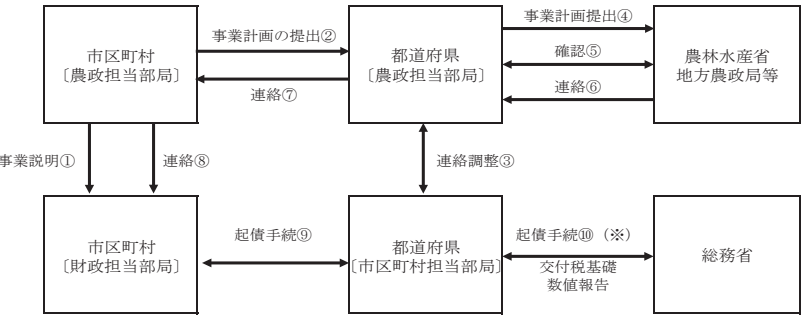 事業計画の提出②
事業計画提出④
市区町村
〔農政担当部局〕
都道府県
〔農政担当部局〕
確認⑤
農林水産省
地方農政局等
連絡⑦
連絡⑥
事業説明①
連絡⑧
連絡調整③
市区町村
〔財政担当部局〕
起債手続⑨
都道府県
〔市区町村担当部局〕
起債手続⑩（※）
交付税基礎
数値報告
総務省